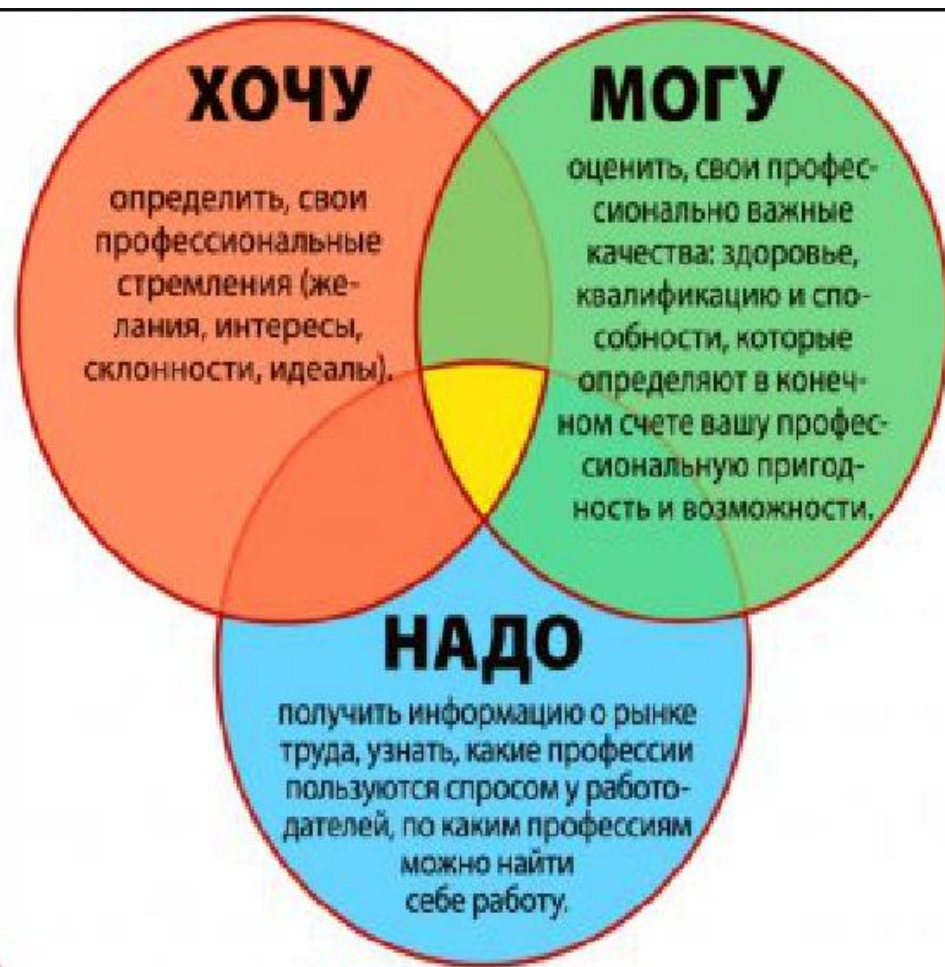 ХОЧУ
определить, свои
профессиональные
стремления (же-
лания, интересы,
склонности, идеалы).
МОГУ
оценить, свои профес-
сионально важные
качества: здоровье,
квалификацию и спо-
собности, которые
определяют в конеч-
ном счете вашу профес-
сиональную пригод-
ность и возможности.
НАДО
получить информацию о рынке
труда, узнать, какие профессии
пользуются спросом у работо-
дателей, по каким профессиям
можно найти
себе работу.